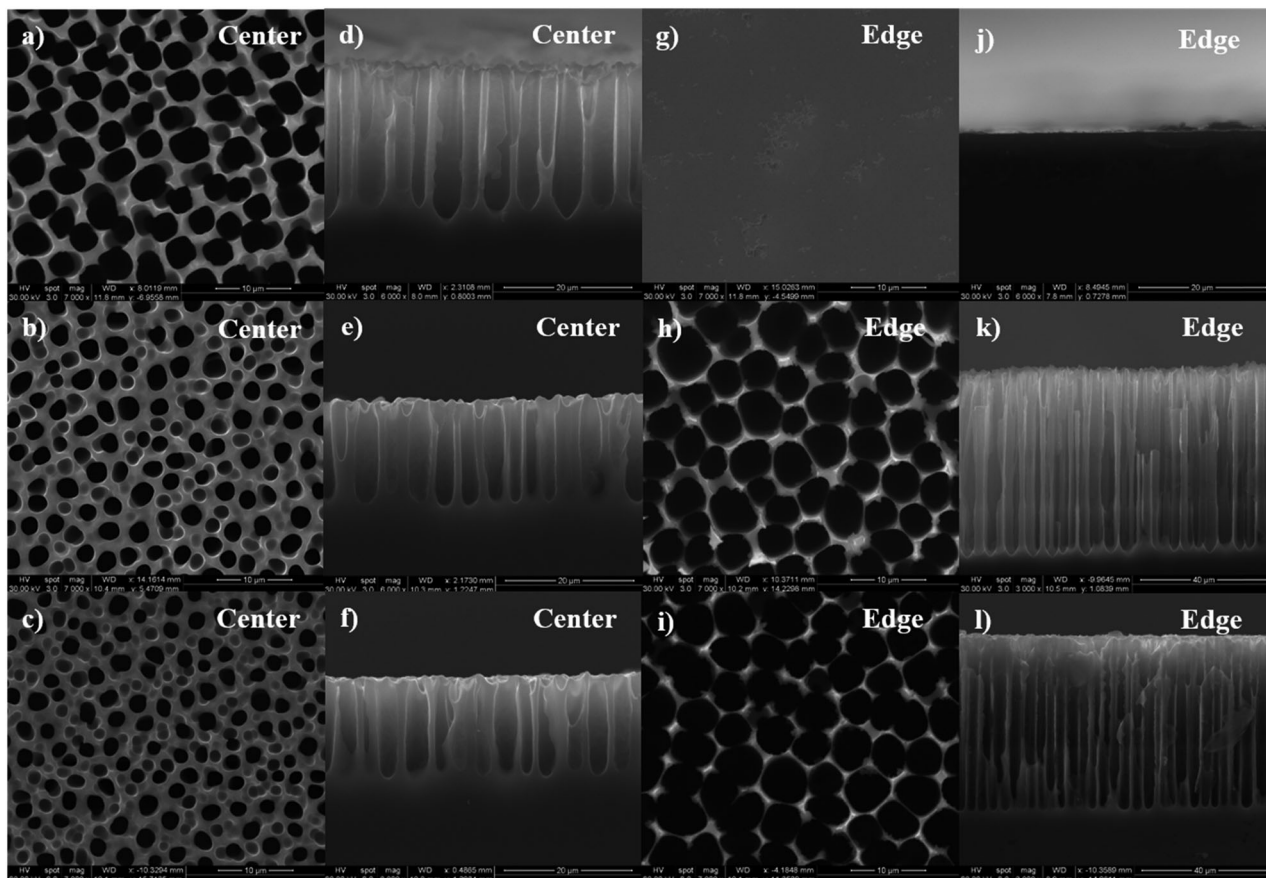 a) Center
d) Center
g) Edge
j) Edge
HV spot mag WD x: 8.0119 mm 10 µm
30.00 kV 3.0 7 000 x 11.8 mm y: -6.9558 mm
HV spot mag WD x: 2.3108 mm 20 µm
30.00 kV 3.0 6 000 x 8.0 mm y: 0.8003 mm
HV spot mag WD x: 15.0263 mm 10 µm
30.00 kV 3.0 7 000 x 11.8 mm y: -4.5499 mm
HV spot mag WD x: 8.4945 mm 20 µm
30.00 kV 3.0 6 000 x 7.8 mm y: 0.7278 mm
b) Center
e) Center
h) Edge
k) Edge
HV spot mag WD x: 14.1614 mm 10 µm
30.00 kV 3.0 7 000 x 10.4 mm y: 5.4709 mm
HV spot mag WD x: 2.1730 mm 20 µm
30.00 kV 3.0 6 000 x 10.3 mm y: 1.7247 mm
HV spot mag WD x: 10.3711 mm 10 µm
30.00 kV 3.0 7 000 x 10.2 mm y: 14.2298 mm
HV spot mag WD x: -9.9645 mm 40 µm
30.00 kV 3.0 3 000 x 10.5 mm y: 1.0839 mm
c) Center
f) Center
i) Edge
l) Edge
HV spot mag WD x: -10.3294 mm 10 µm
HV spot mag WD x: 0.4865 mm 20 µm
HV spot mag WD x: -4.1848 mm 10 µm
HV spot mag WD x: -10.3589 mm 40 µm